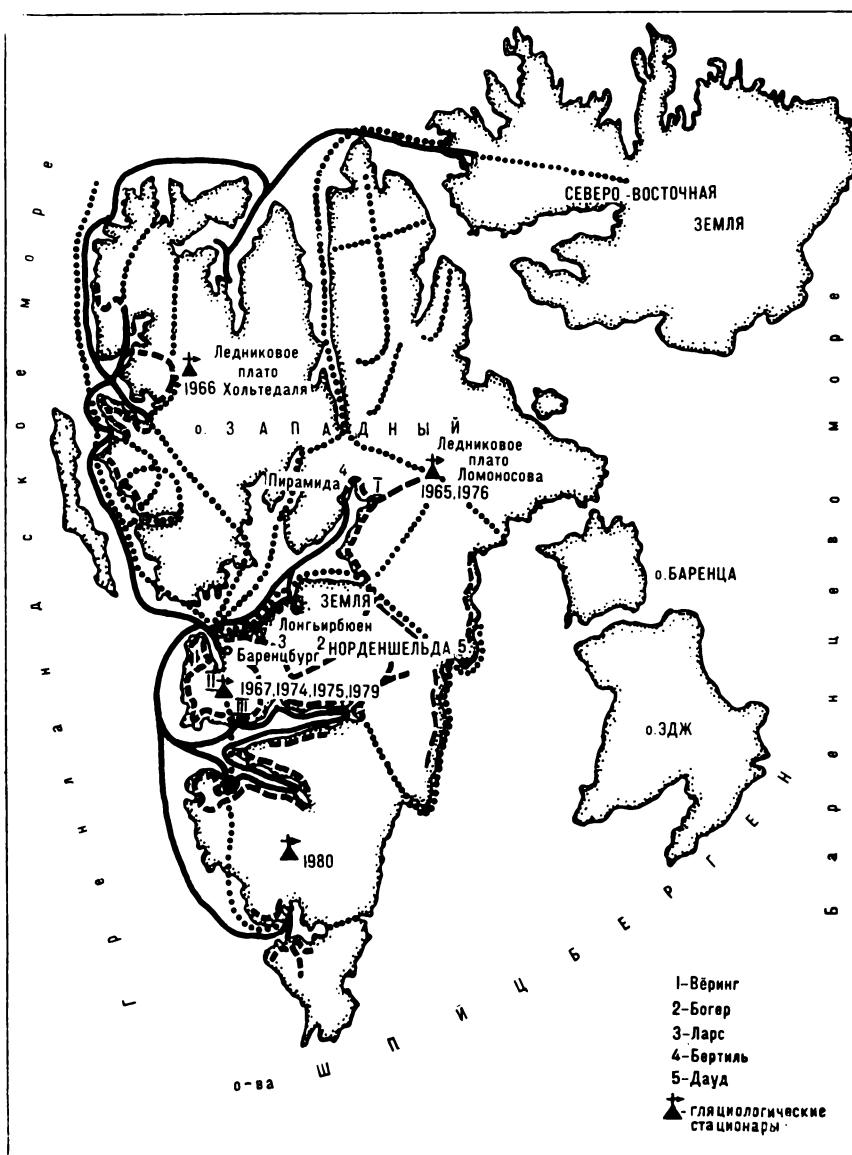 СЕВЕРО-ВОСТОЧНАЯ
ЗЕМЛЯ
Гренландское море
Баренцево море
Ледниковое
плато
Хольтедаля
1966
о. ЗАПАДНЫЙ
Ледниковое
плато
Ломоносова
1965,1976
Пирамида
4
I
о.БАРЕНЦА
ЗЕМЛЯ
Лонгьирбюен
3 2 НОРДЕНШЕЛЬДА 5
Баренцбург
II
1967,1974,1975,1979
III
о.ЭДЖ
1980
о-ва ШПИЦБЕРГЕН
1-Вёринг
2-Богер
3-Ларс
4-Бертиль
5-Дауд
-гляциологические
стационары